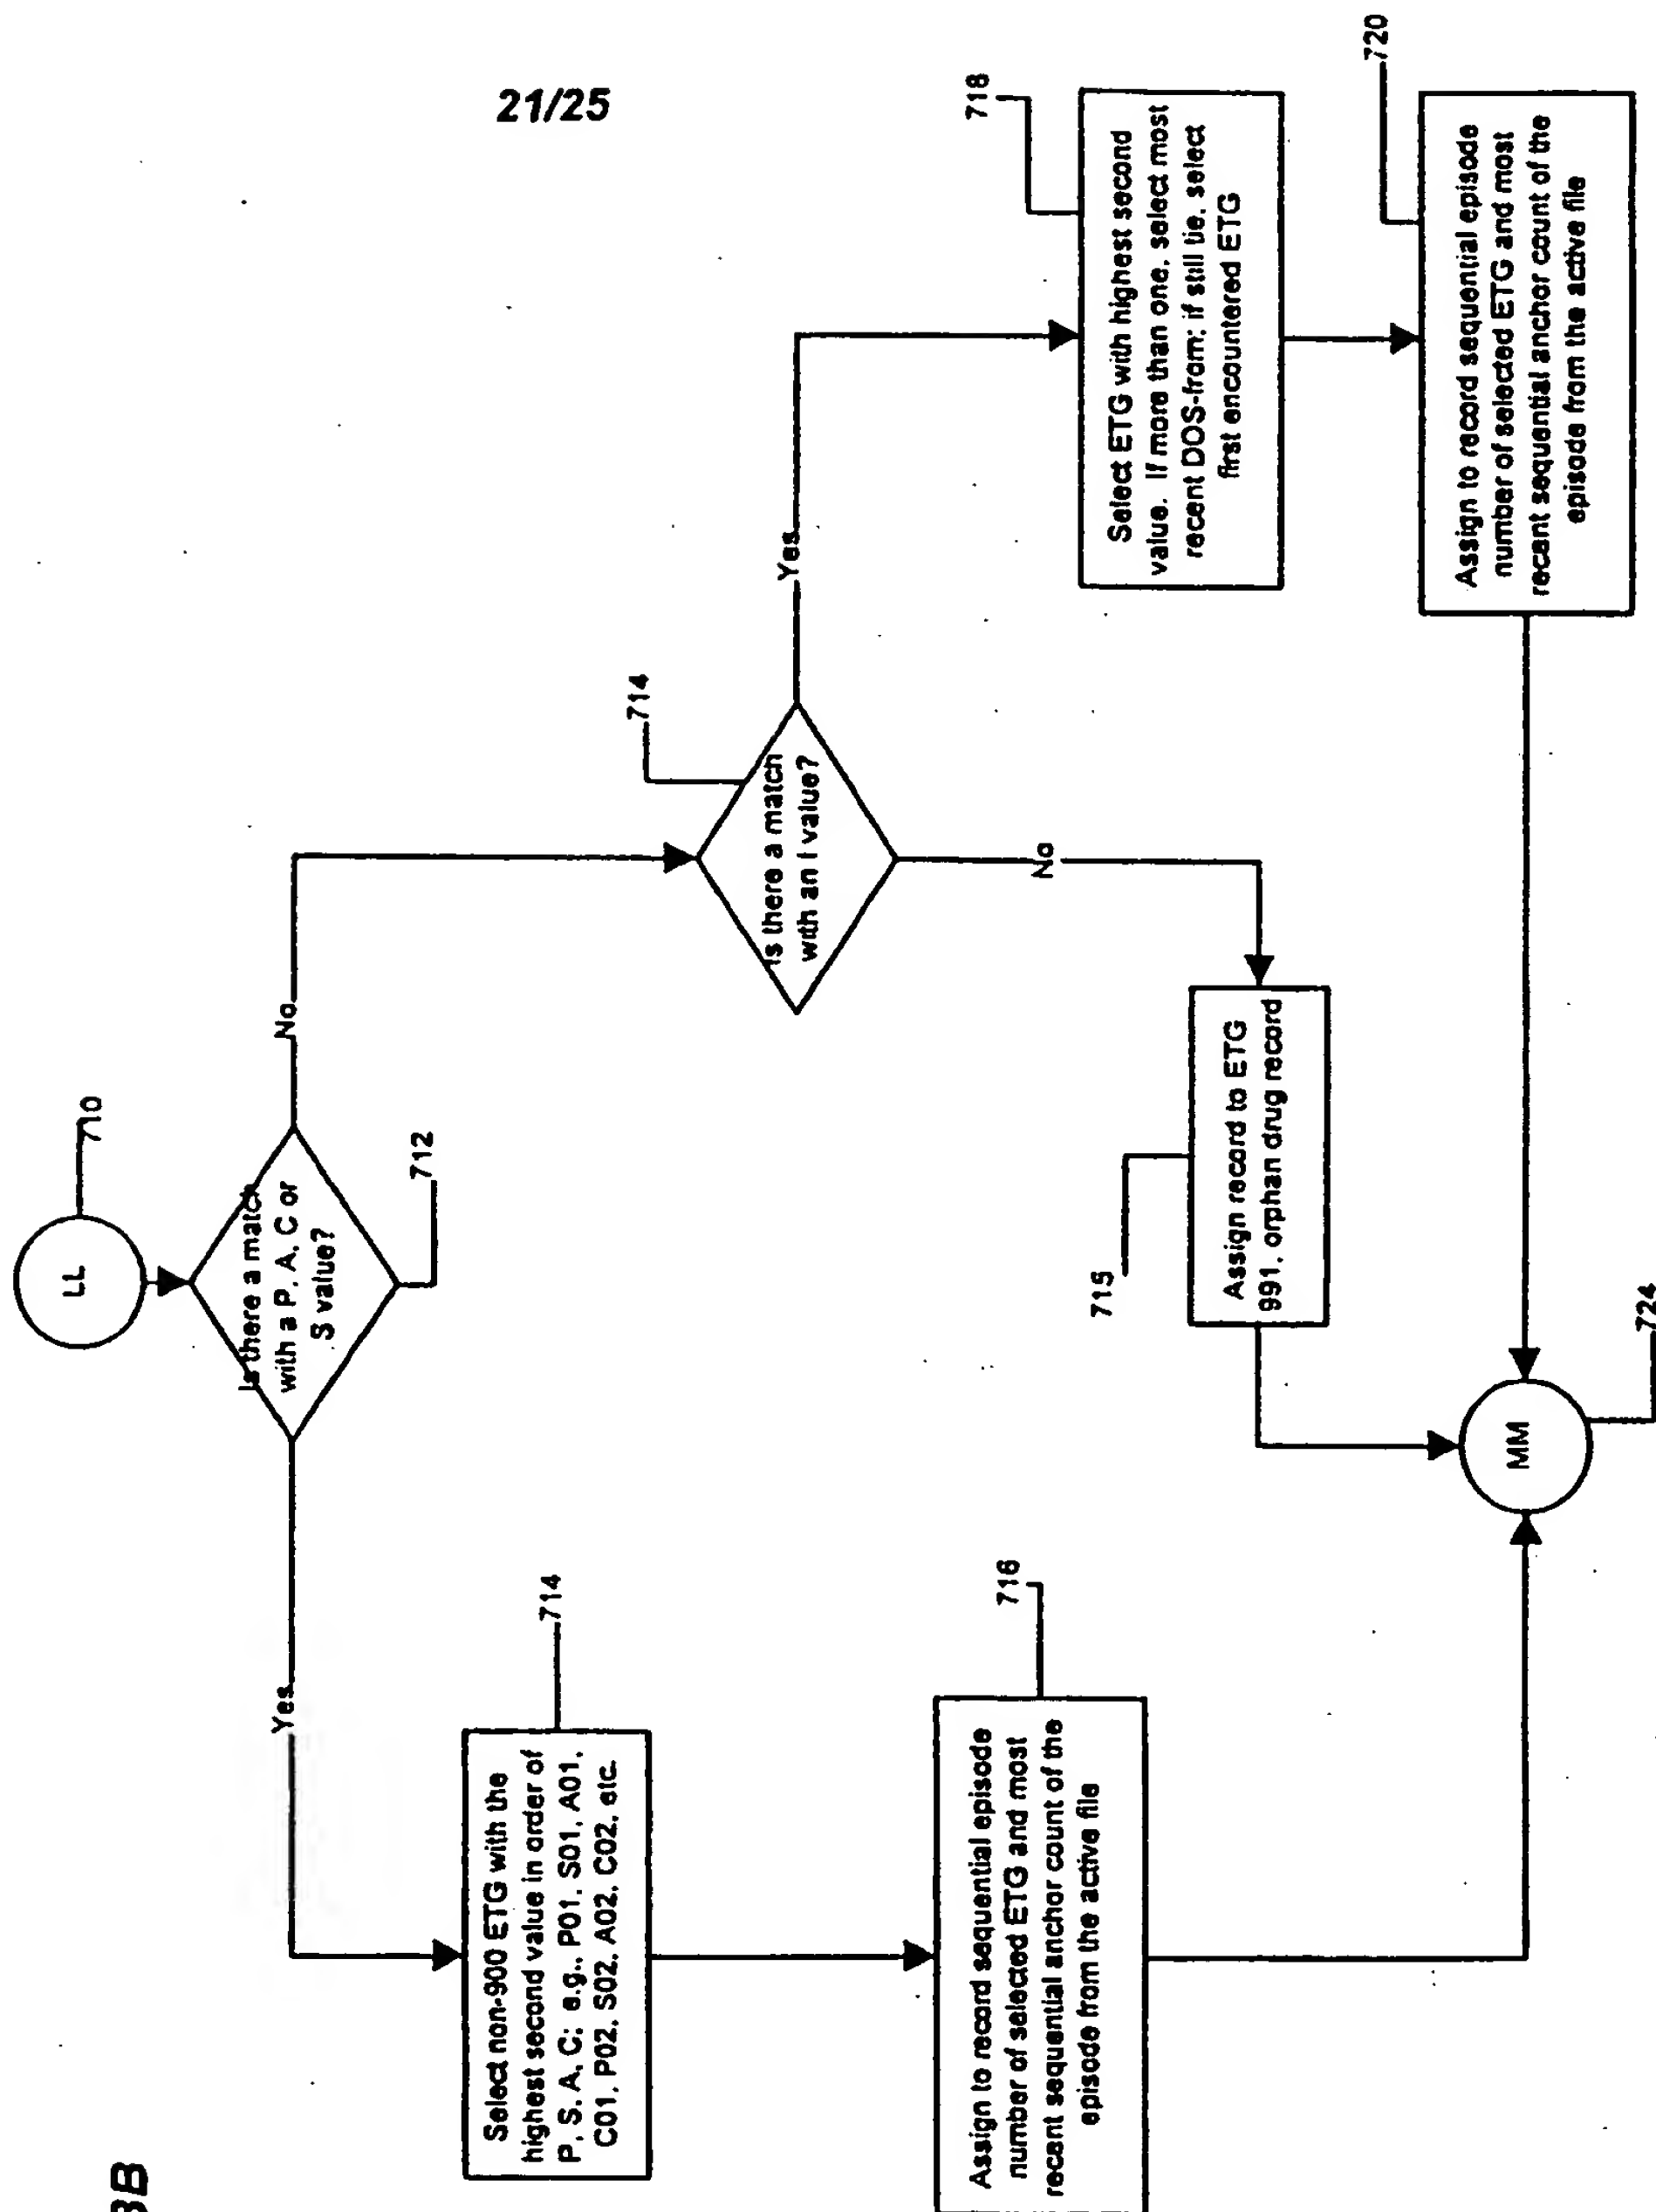 21/25
8B
LL
710
Is there a match
with a P, A, C or
S value?
712
Yes
No
Select non-900 ETG with the
highest second value in order of
P, S, A, C; e.g., P01, S01, A01,
C01, P02, S02, A02, C02, etc.
714
Assign to record sequential episode
number of selected ETG and most
recent sequential anchor count of the
episode from the active file
716
Is there a match
with an I value?
714
Yes
No
Assign record to ETG
991, orphan drug record
715
Select ETG with highest second
value. If more than one, select most
recent DOS-from; if still tie, select
first encountered ETG
718
Assign to record sequential episode
number of selected ETG and most
recent sequential anchor count of the
episode from the active file
720
MM
724